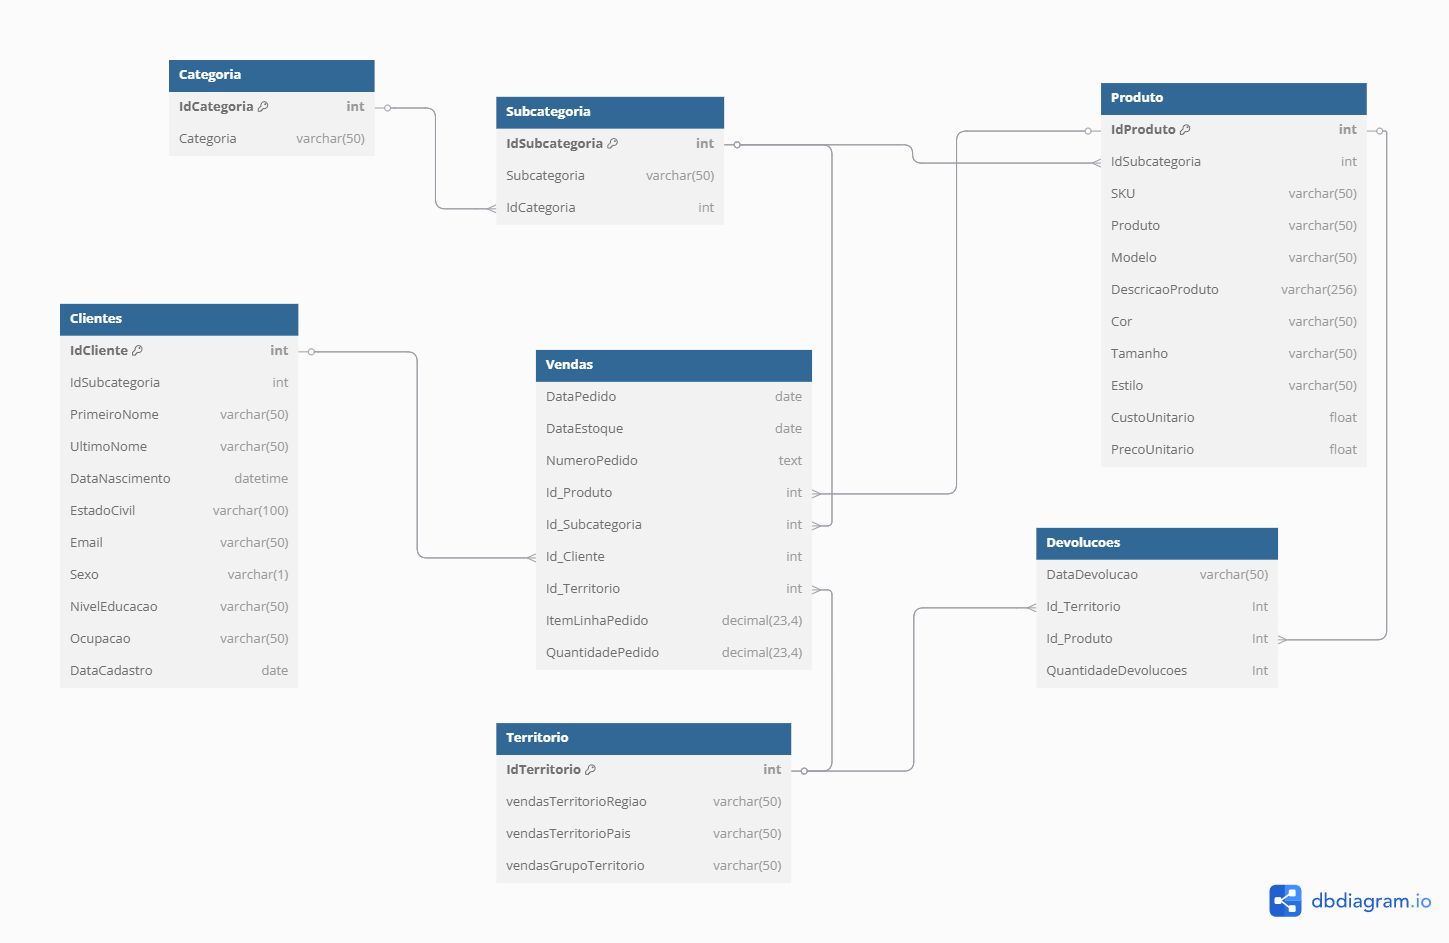 Categoria
IdCategoria int
Categoria varchar(50)
Subcategoria
IdSubcategoria int
Subcategoria varchar(50)
IdCategoria int
Produto
IdProduto int
IdSubcategoria int
SKU varchar(50)
Produto varchar(50)
Modelo varchar(50)
DescricaoProduto varchar(256)
Cor varchar(50)
Tamanho varchar(50)
Estilo varchar(50)
CustoUnitario float
PrecoUnitario float
Clientes
IdCliente int
IdSubcategoria int
PrimeiroNome varchar(50)
UltimoNome varchar(50)
DataNascimento datetime
EstadoCivil varchar(100)
Email varchar(50)
Sexo varchar(1)
NivelEducacao varchar(50)
Ocupacao varchar(50)
DataCadastro date
Vendas
DataPedido date
DataEstoque date
NumeroPedido text
Id_Produto int
Id_Subcategoria int
Id_Cliente int
Id_Territorio int
ItemLinhaPedido decimal(23,4)
QuantidadePedido decimal(23,4)
Devolucoes
DataDevolucao varchar(50)
Id_Territorio Int
Id_Produto Int
QuantidadeDevolucoes Int
Territorio
IdTerritorio int
vendasTerritorioRegiao varchar(50)
vendasTerritorioPais varchar(50)
vendasGrupoTerritorio varchar(50)
dbdiagram.io